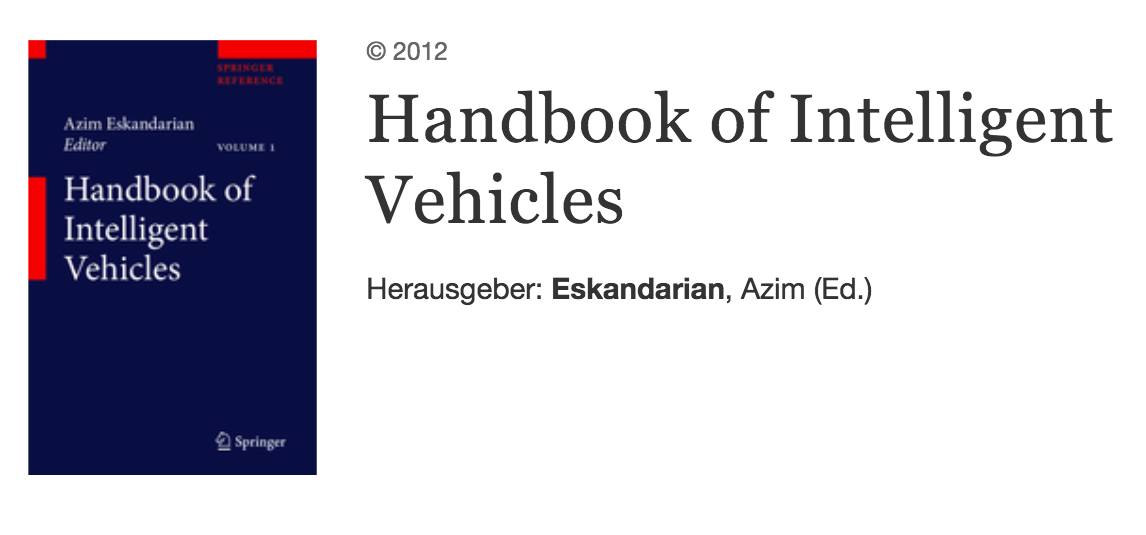 SPRINGER
REFERENCE
Azim Eskandarian
Editor
VOLUME 1
Handbook of
Intelligent
Vehicles
Springer
© 2012
Handbook of Intelligent
Vehicles
Herausgeber: Eskandarian, Azim (Ed.)